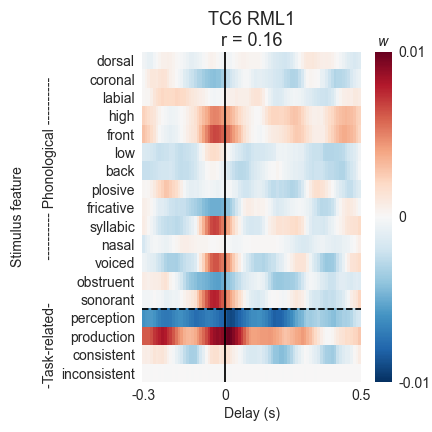 TC6 RML1
r = 0.16
w
dorsal
coronal
labial
high
front
low
back
plosive
fricative
syllabic
nasal
voiced
obstruent
sonorant
perception
production
consistent
inconsistent
Stimulus feature
-Task-related- ---------- Phonological ----------
0.01
0
-0.01
-0.3 0 0.5
Delay (s)